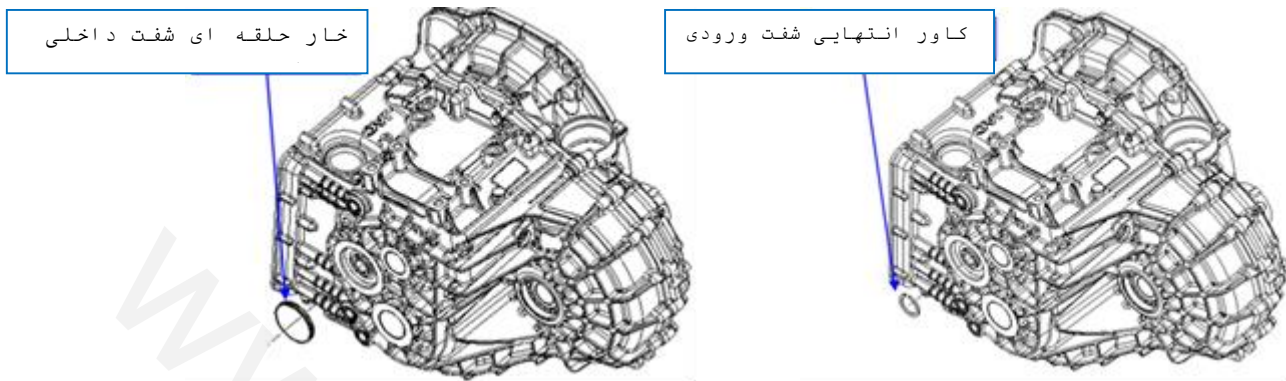 کاور انتهایی شفت ورودی
خار حلقه ای شفت داخلی